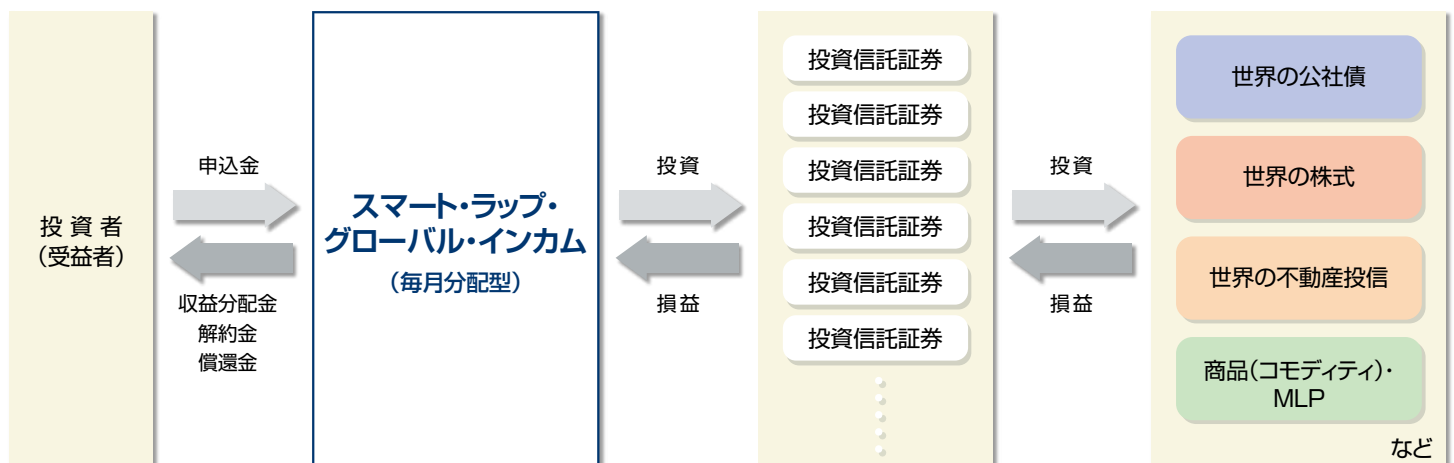 投資者
(受益者)
申込金
収益分配金
解約金
償還金
スマート・ラップ・
グローバル・インカム
(毎月分配型)
投資
損益
投資信託証券
投資信託証券
投資信託証券
投資信託証券
投資信託証券
投資信託証券
投資
損益
世界の公社債
世界の株式
世界の不動産投信
商品(コモディティ)・
MLP
など